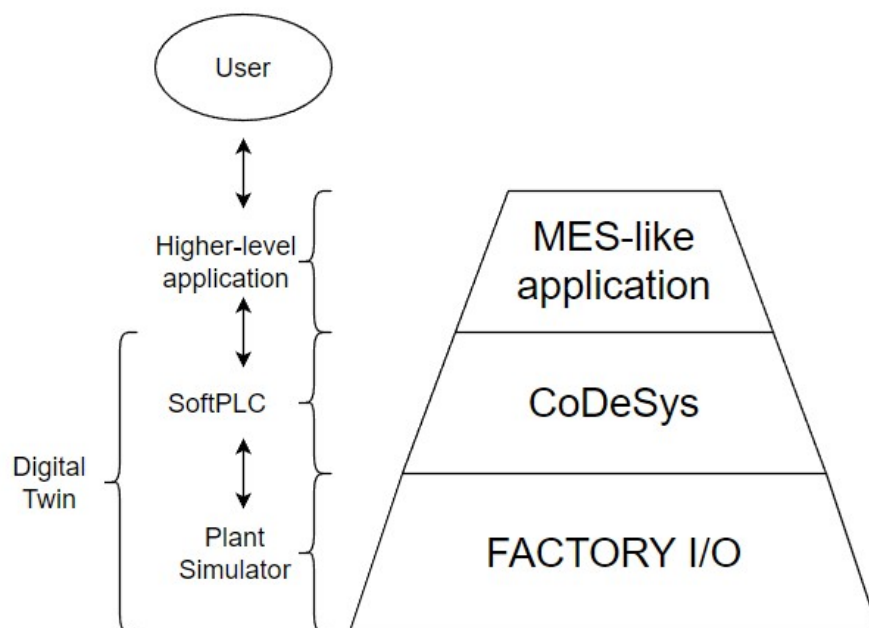 User
Higher-level
application
MES-like
application
SoftPLC
CoDeSys
Digital
Twin
Plant
Simulator
FACTORY I/O